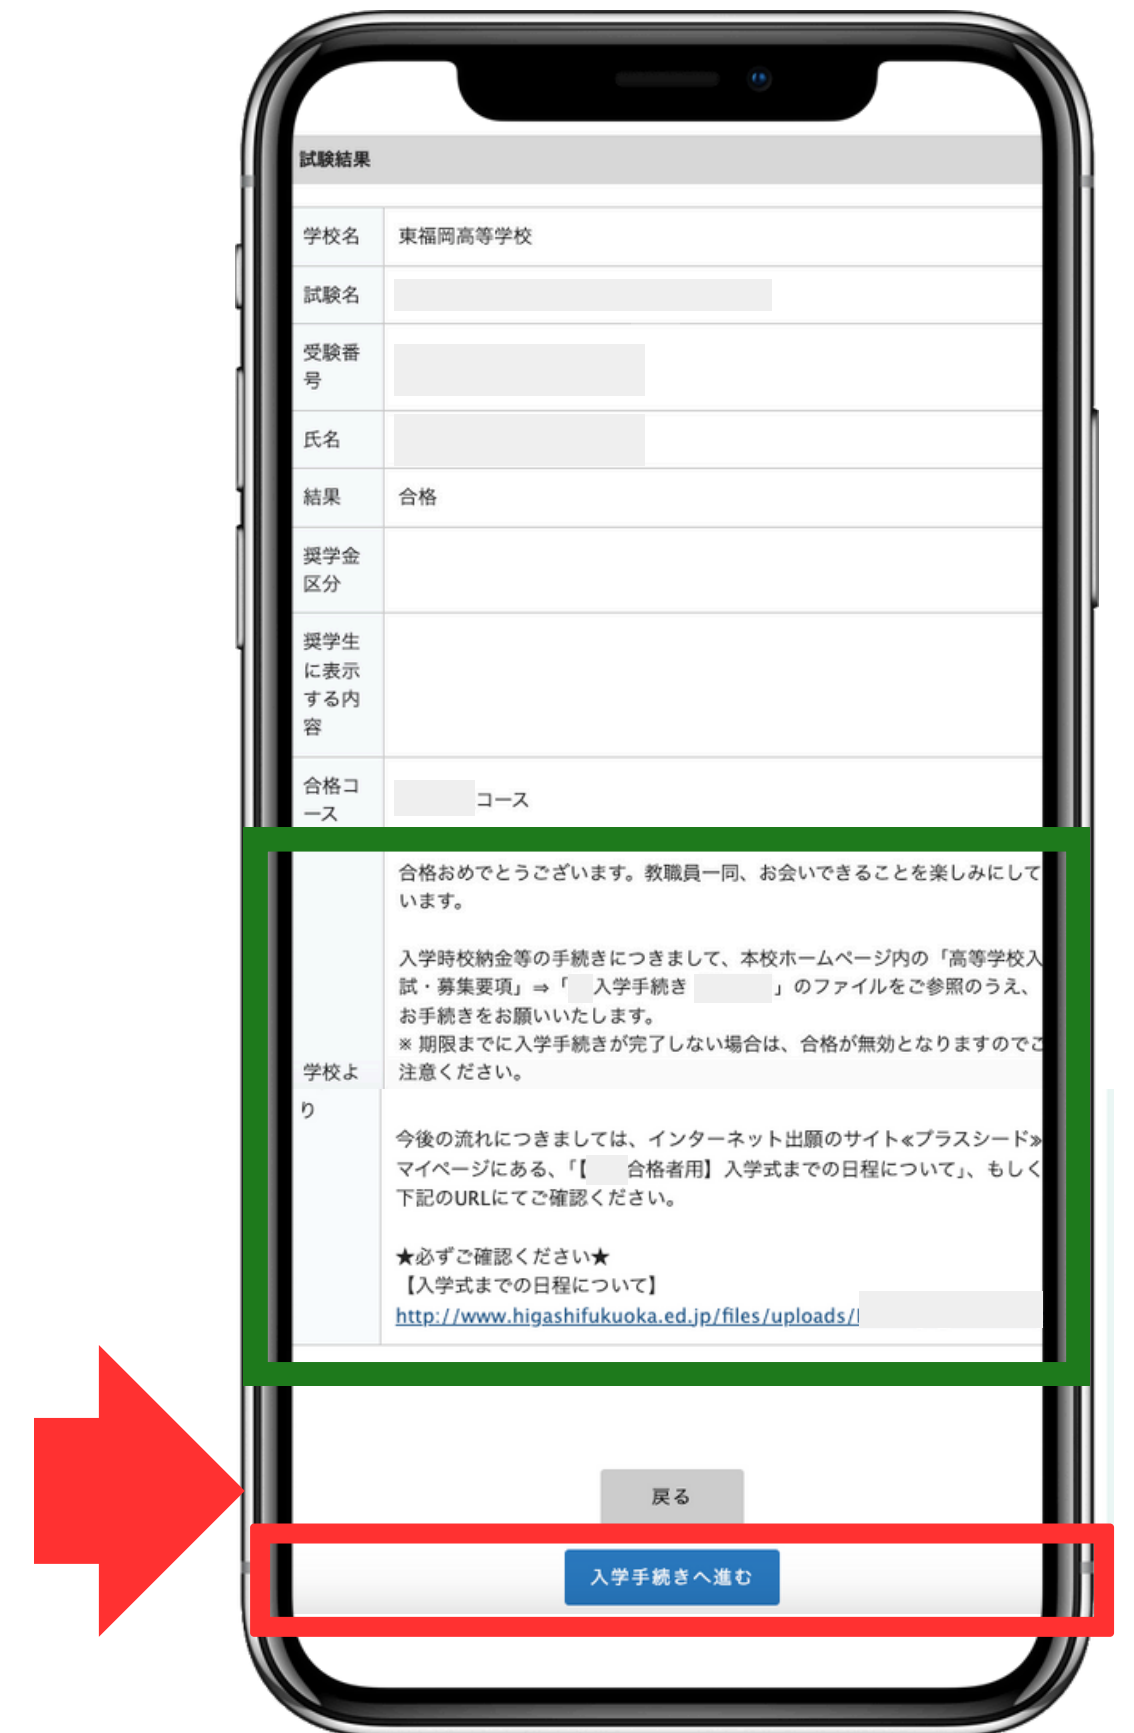 試験結果
学校名
東福岡高等学校
試験名
受験番
号
氏名
結果
合格
奨学金
区分
奨学生
に表示
する内
容
合格コ
ース
コース
学校よ
り
合格おめでとうございます。教職員一同、お会いできることを楽しみにして
います。
入学時校納金等の手続きにつきまして、本校ホームページ内の「高等学校入
試・募集要項」⇒「 入学手続き 」のファイルをご参照のうえ、
お手続きをお願いいたします。
※ 期限までに入学手続きが完了しない場合は、合格が無効となりますのでご
注意ください。
今後の流れにつきましては、インターネット出願のサイト≪プラスシード≫
マイページにある、「【 合格者用】入学式までの日程について」、もしく
下記のURLにてご確認ください。
★必ずご確認ください★
【入学式までの日程について】
http://www.higashifukuoka.ed.jp/files/uploads/
戻る
入学手続きへ進む